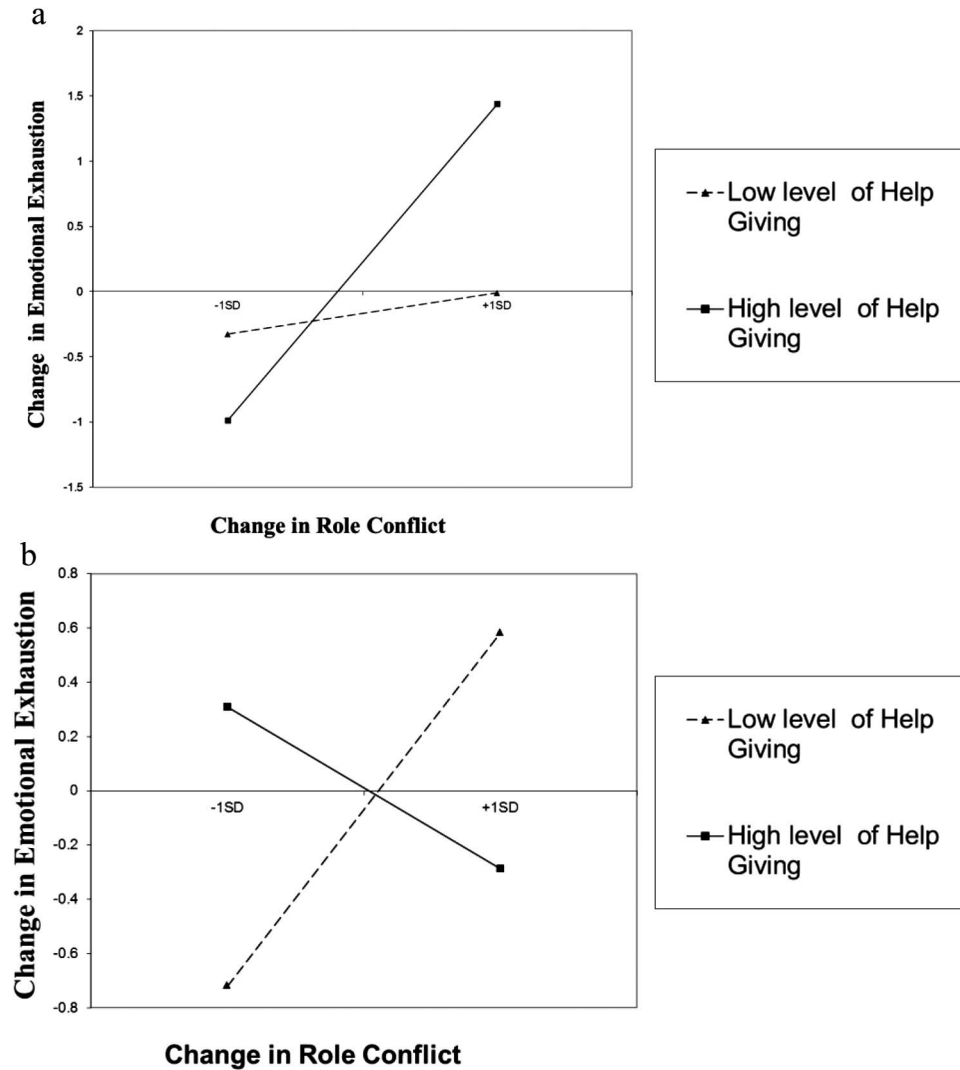 a
2
1.5
1
0.5
0
-0.5
-1
-1.5
-1SD
+1SD
Change in Emotional Exhaustion
Change in Role Conflict
Low level of Help
Giving
High level of Help
Giving
b
0.8
0.6
0.4
0.2
0
-0.2
-0.4
-0.6
-0.8
-1SD
+1SD
Change in Emotional Exhaustion
Change in Role Conflict
Low level of Help
Giving
High level of Help
Giving